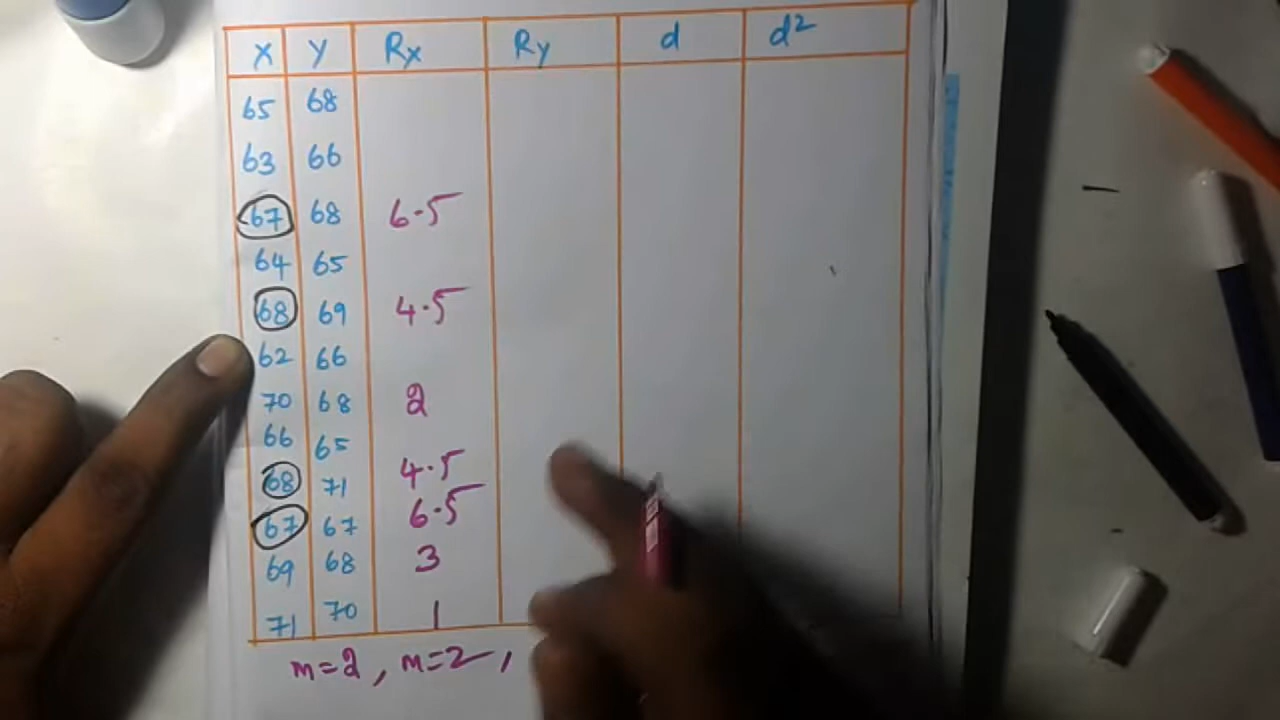 X Y Rx Ry d d²
65 68
63 66
67 68 6.5
64 65
68 69 4.5
62 66
70 68 2
66 65
68 71 4.5
67 67 6.5
69 68 3
71 70 1
m=2, m=2,